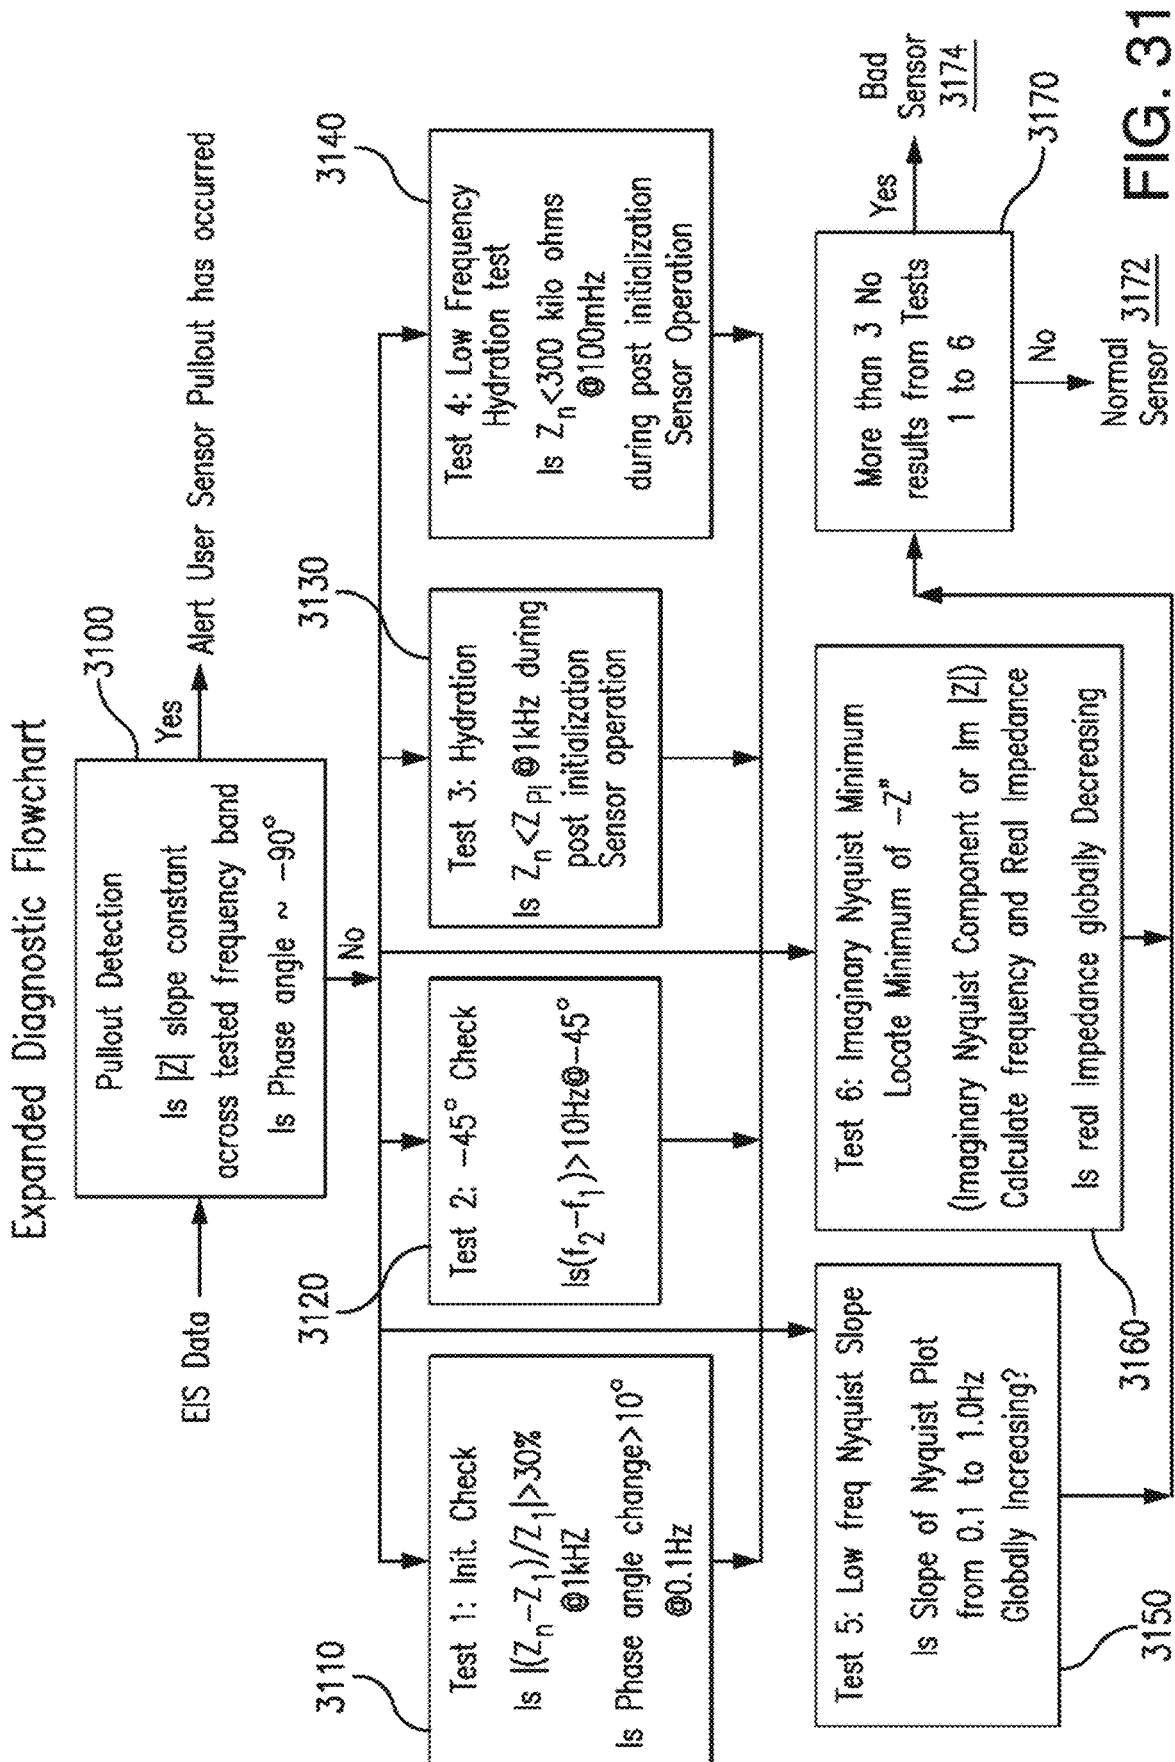 Expanded Diagnostic Flowchart
EIS Data
3100
Pullout Detection
Is |Z| slope constant
across tested frequency band
Is Phase angle ~ -90°
Yes
Alert User Sensor Pullout has occurred
No
3110
Test 1: Init. Check
Is |(Zn-Z1)/Z1|>30%
@1kHZ
Is Phase angle change>10°
@0.1Hz
3120
Test 2: -45° Check
Is(f2-f1)>10Hz@-45°
3130
Test 3: Hydration
Is Zn<ZPI@1kHz during
post initialization
Sensor operation
3140
Test 4: Low Frequency
Hydration test
Is Zn<300 kilo ohms
@100mHz
during post initialization
Sensor Operation
Test 5: Low freq Nyquist Slope
Is Slope of Nyquist Plot
from 0.1 to 1.0Hz
Globally Increasing?
3150
Test 6: Imaginary Nyquist Minimum
Locate Minimum of -Z"
(Imaginary Nyquist Component or Im |Z|)
Calculate frequency and Real Impedance
Is real Impedance globally Decreasing
3160
More than 3 No
results from Tests
1 to 6
3170
Yes
Bad
Sensor
3174
No
Normal
Sensor 3172
FIG. 31